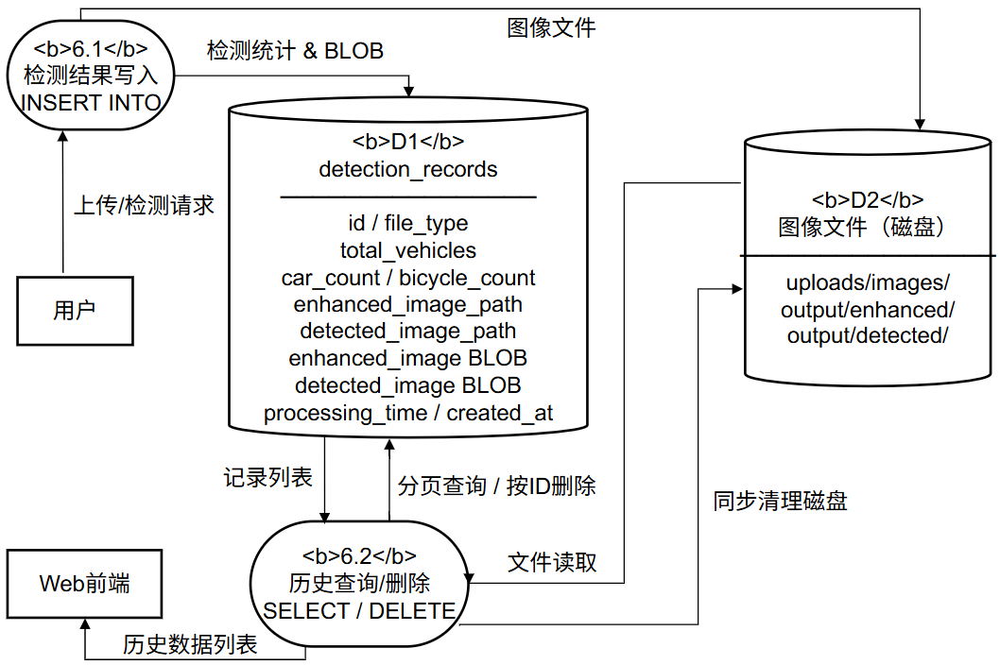 <b>6.1</b>
检测结果写入
INSERT INTO
检测统计 & BLOB
图像文件
上传/检测请求
用户
<b>D1</b>
detection_records
id / file_type
total_vehicles
car_count / bicycle_count
enhanced_image_path
detected_image_path
enhanced_image BLOB
detected_image BLOB
processing_time / created_at
<b>D2</b>
图像文件（磁盘）
uploads/images/
output/enhanced/
output/detected/
记录列表
分页查询 / 按ID删除
同步清理磁盘
文件读取
<b>6.2</b>
历史查询/删除
SELECT / DELETE
Web前端
历史数据列表